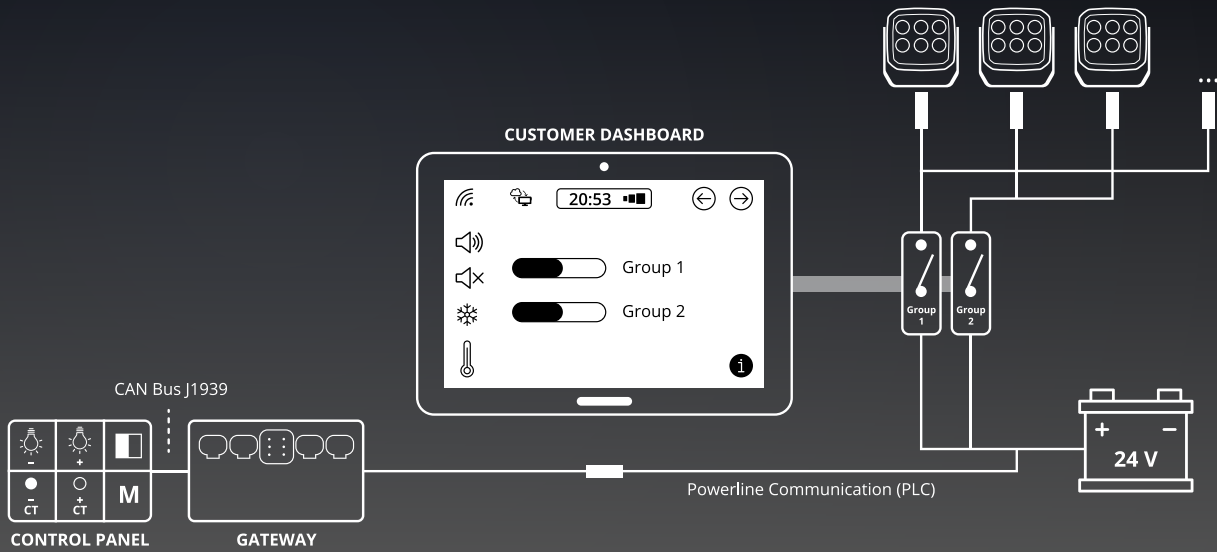 ...
CUSTOMER DASHBOARD
20:53
Group 1
Group 2
i
Group
1
Group
2
CAN Bus J1939
-
+
+ -
24 V
-
CT
+
CT
M
Powerline Communication (PLC)
CONTROL PANEL
GATEWAY